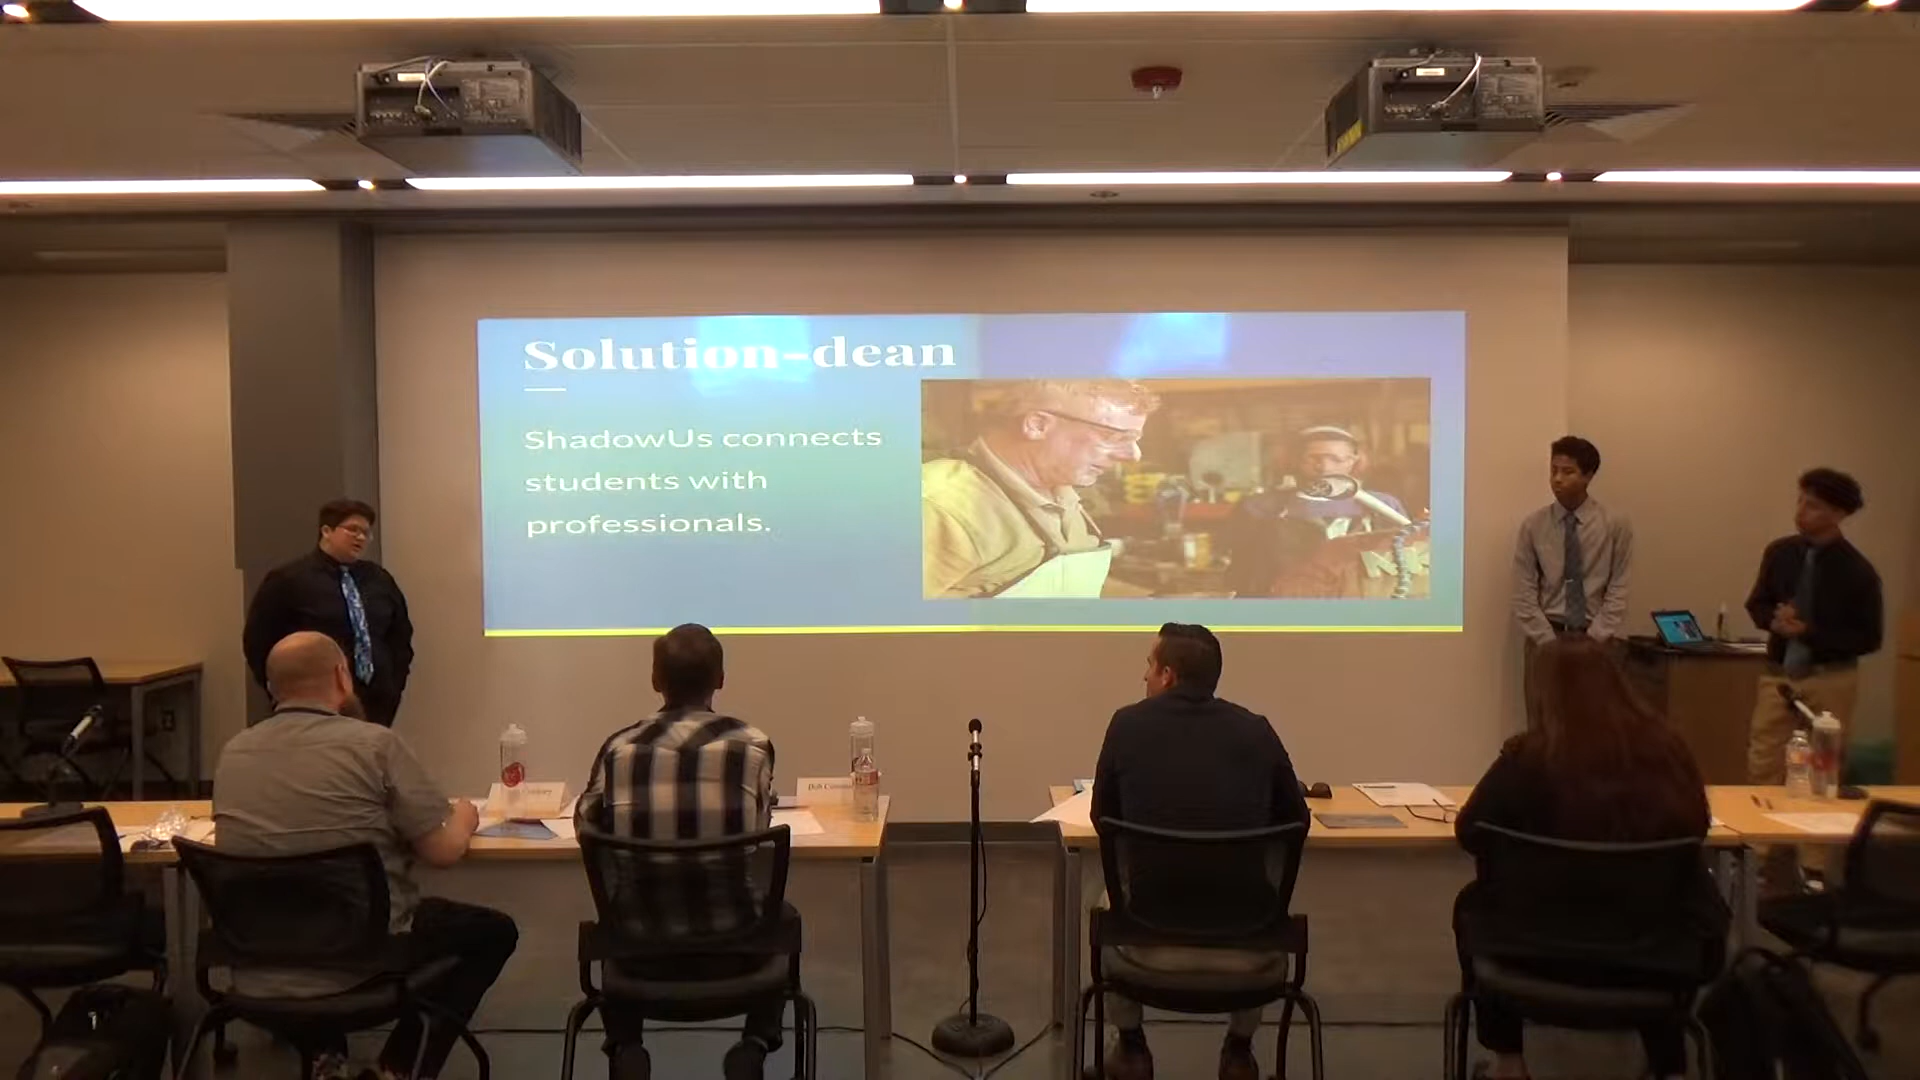 Solution-dean
ShadowUs connects
students with
professionals.